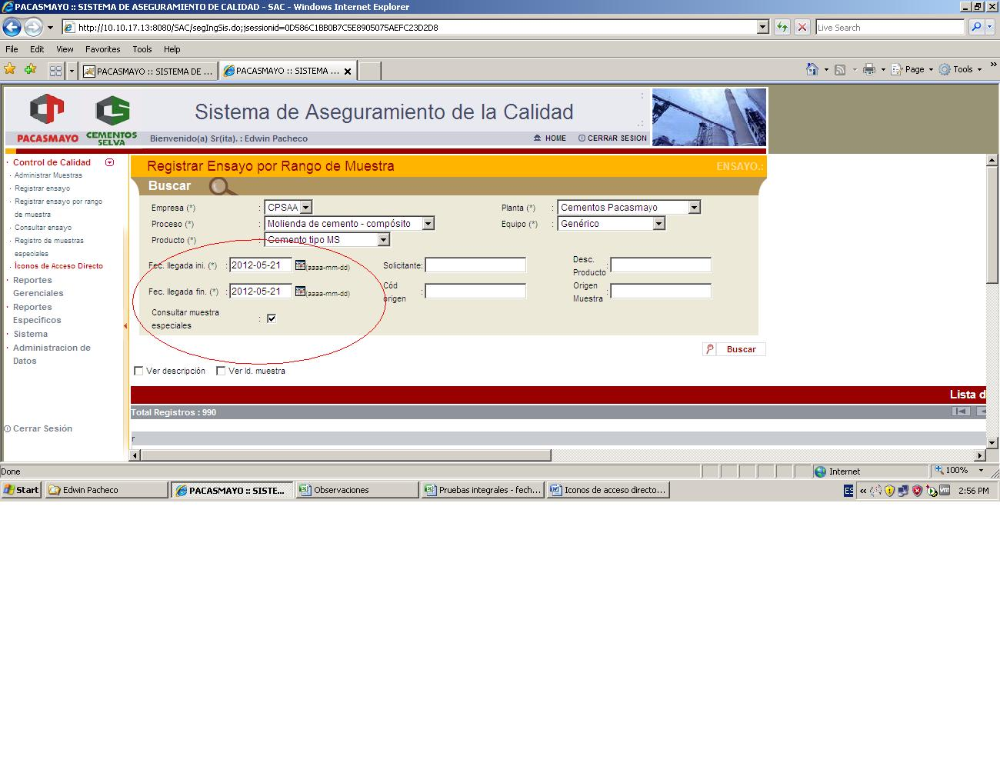 PACASMAYO :: SISTEMA DE ASEGURAMIENTO DE CALIDAD - SAC - Windows Internet Explorer
http://10.10.17.13:8080/SAC/segIngSis.do;jsessionid=0D586C1BB0B7C5E8905075AEFC23D2D8
Live Search
File Edit View Favorites Tools Help
PACASMAYO :: SISTEMA DE ...
PACASMAYO :: SISTEMA ...
Page Tools
PACASMAYO
CEMENTOS SELVA
Sistema de Aseguramiento de la Calidad
Bienvenido(a) Sr(ita). : Edwin Pacheco
HOME
CERRAR SESION
Control de Calidad
Administrar Muestras
Registrar ensayo
Registrar ensayo por rango
de muestra
Consultar ensayo
Registro de muestras
especiales
Íconos de Acceso Directo
Reportes
Gerenciales
Reportes
Específicos
Sistema
Administracion de
Datos
Cerrar Sesión
Registrar Ensayo por Rango de Muestra
ENSAYO.:
Buscar
Empresa (*) : CPSAA
Planta (*) : Cementos Pacasmayo
Proceso (*) : Molienda de cemento - compósito
Equipo (*) : Genérico
Producto (*) : Cemento tipo MS
Fec. llegada ini. (*) : 2012-05-21 (aaaa-mm-dd)
Solicitante:
Desc.
Producto :
Fec. llegada fin. (*) : 2012-05-21 (aaaa-mm-dd)
Cód
origen :
Origen
Muestra :
Consultar muestra
especiales :
Buscar
Ver descripción
Ver Id. muestra
Lista d
Total Registros : 990
r
Done
Internet
100%
Start
Edwin Pacheco
PACASMAYO :: SISTE...
Observaciones
Pruebas integrales - fech...
Iconos de acceso directo...
ES
«
2:56 PM